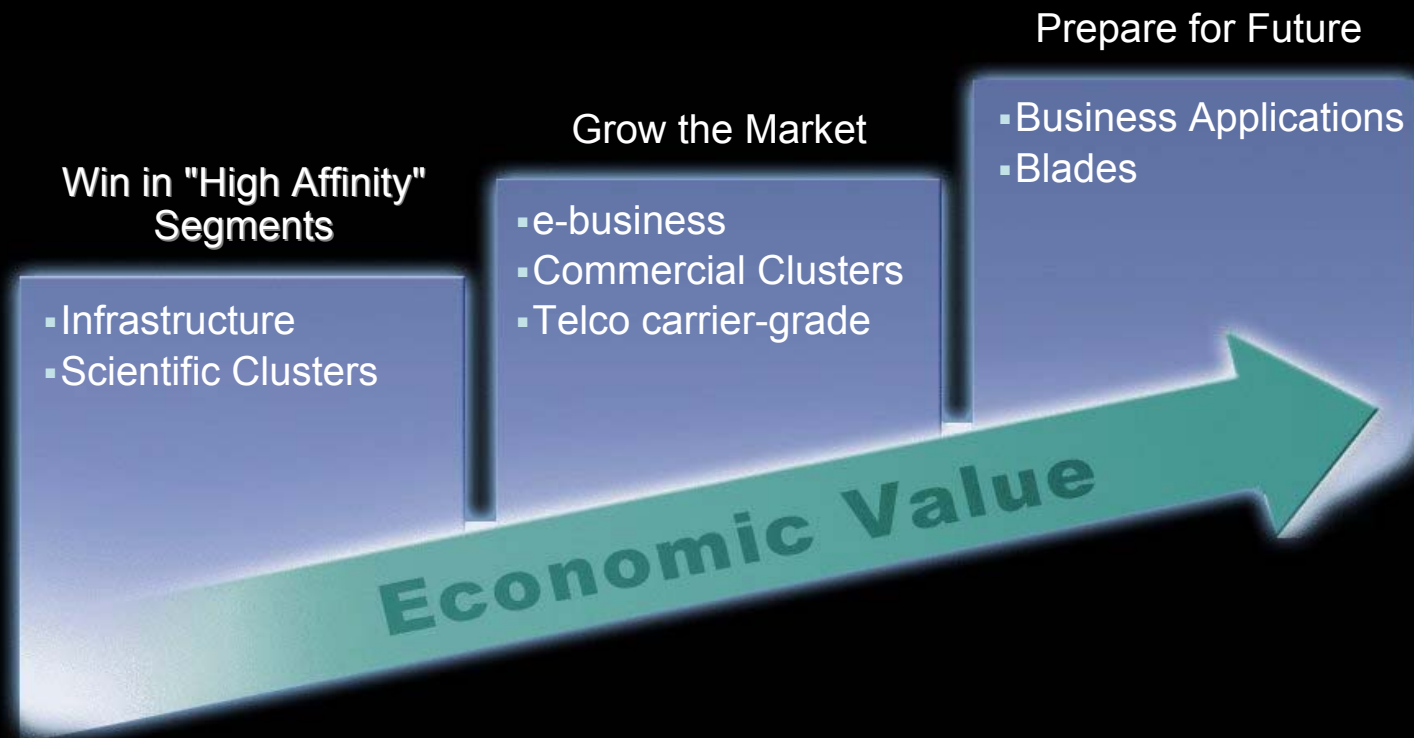 Win in "High Affinity"
Segments
▪Infrastructure
▪Scientific Clusters
Grow the Market
▪e-business
▪Commercial Clusters
▪Telco carrier-grade
Prepare for Future
▪Business Applications
▪Blades
Economic Value